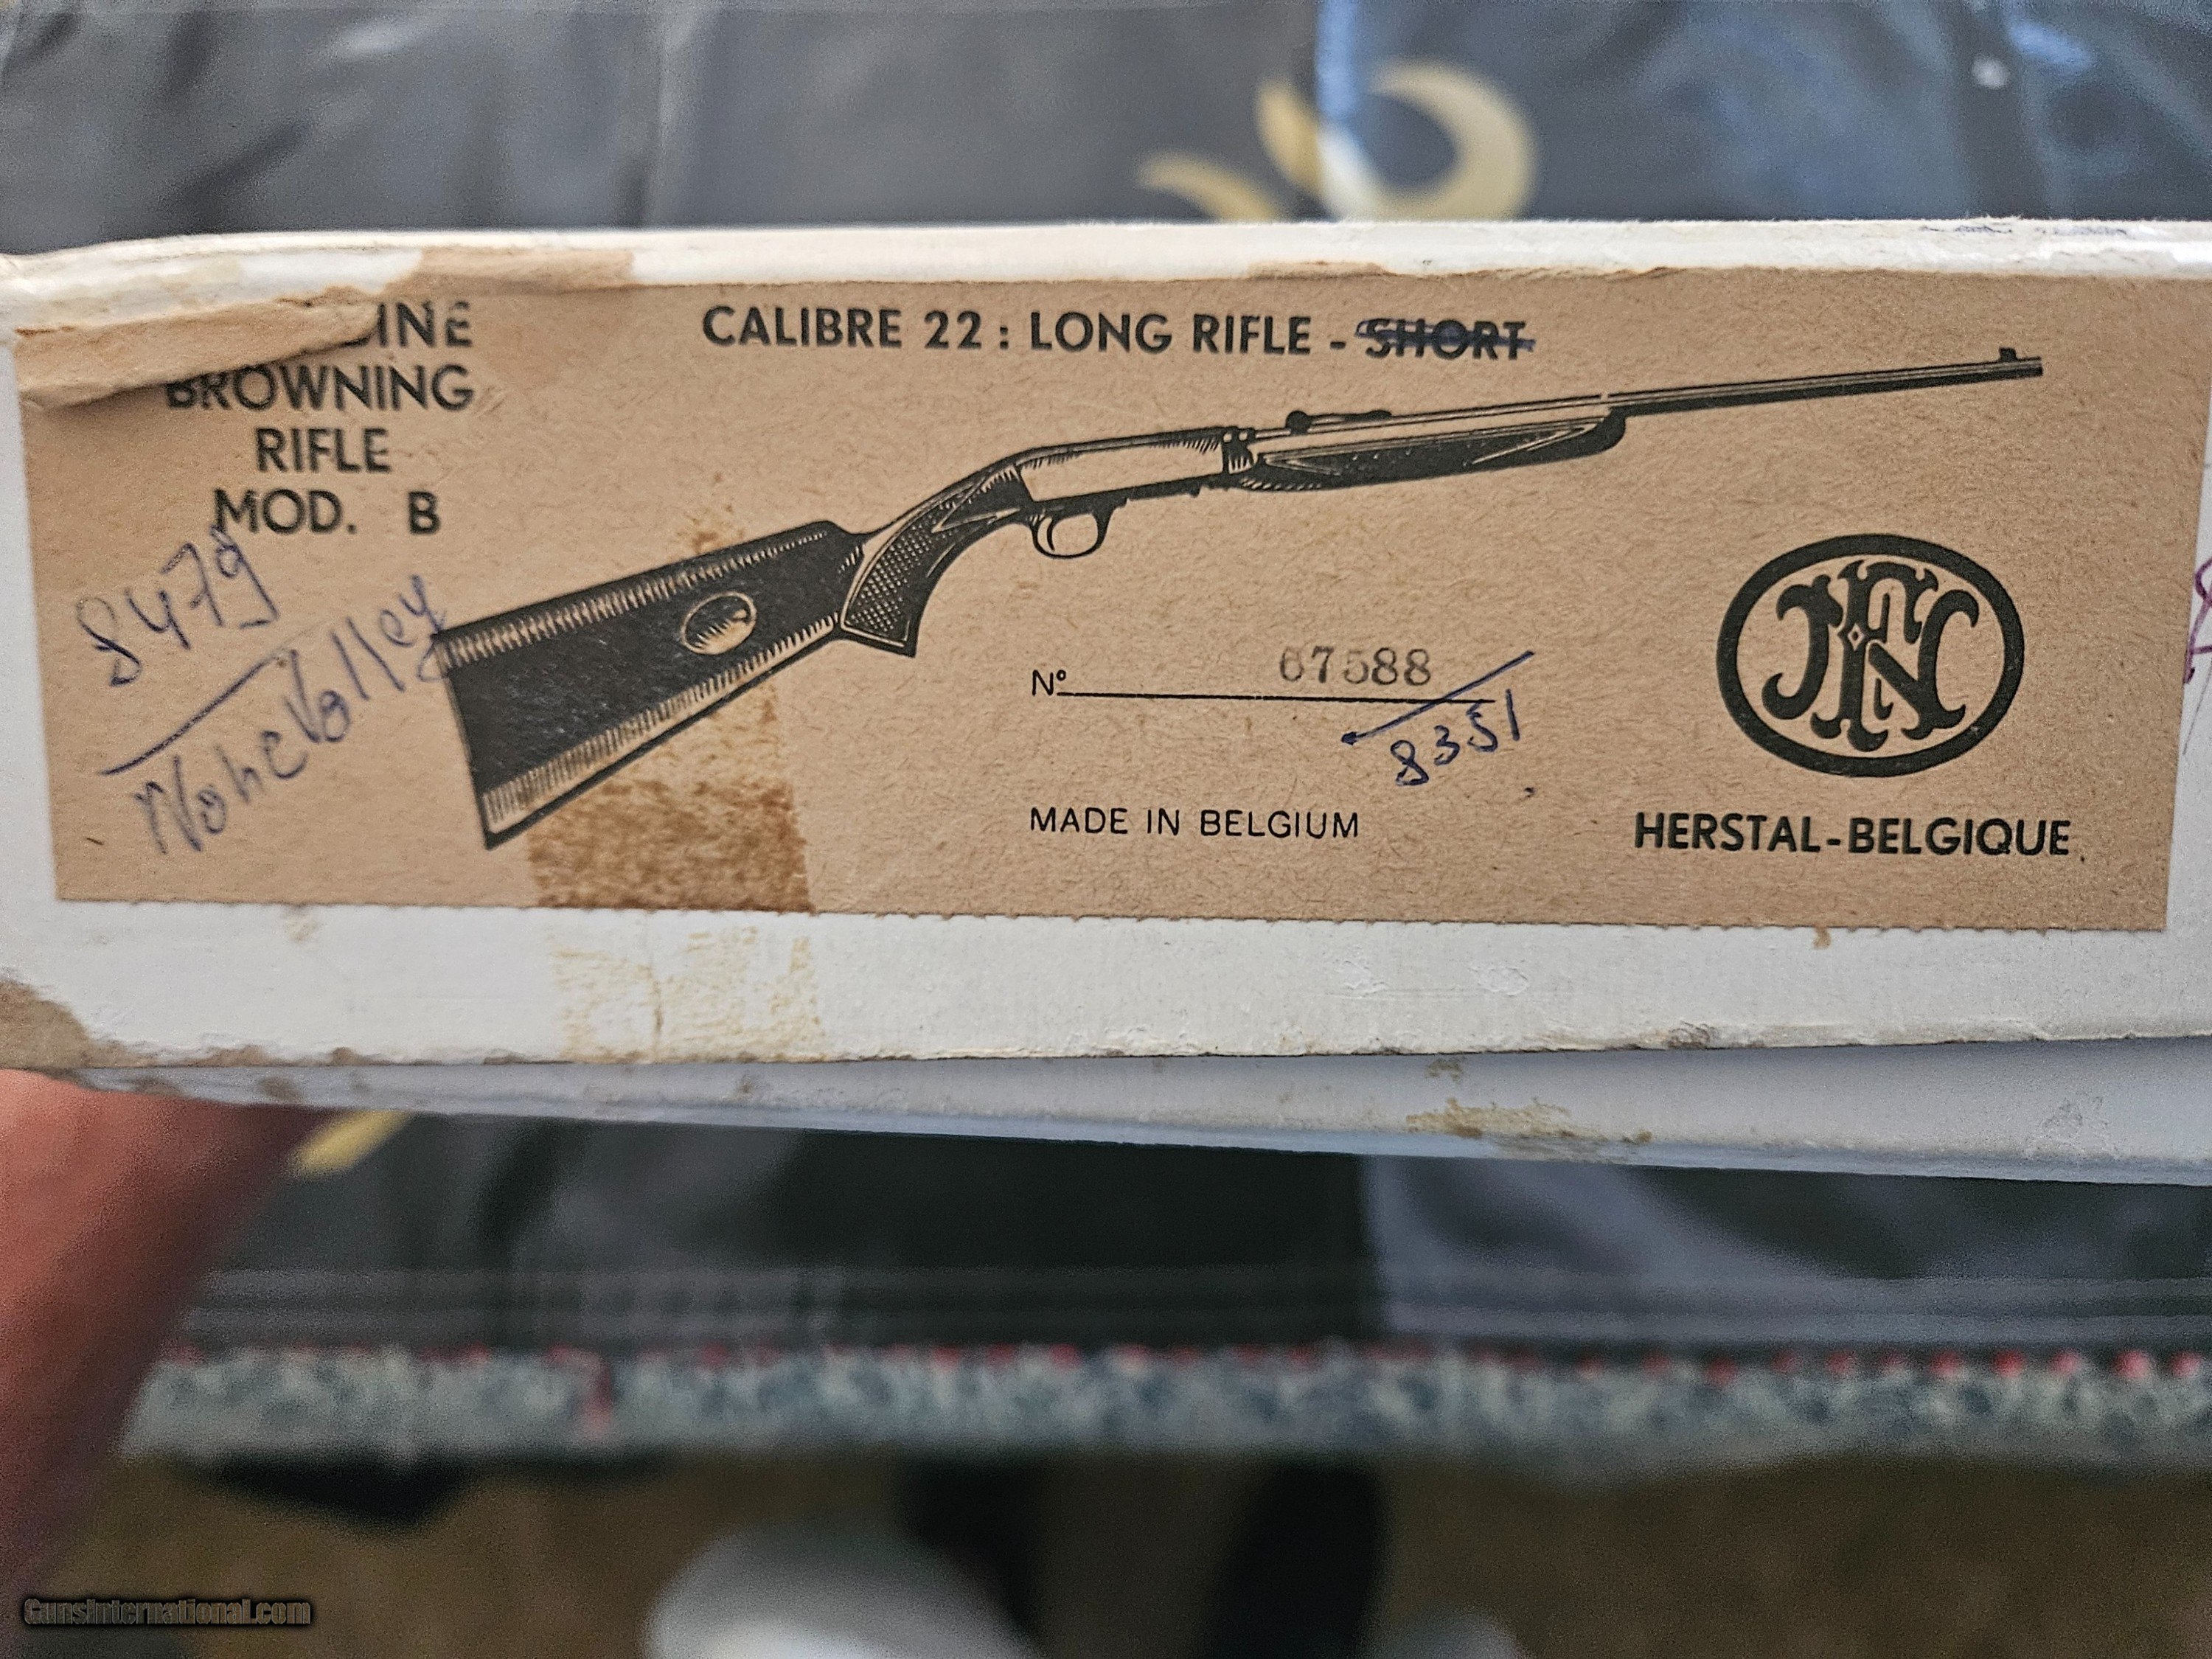 BROWNING
RIFLE
MOD. B
CALIBRE 22 : LONG RIFLE - SHORT
8479
Nº 67588
8351
MADE IN BELGIUM
FN
HERSTAL-BELGIQUE
GunsInternational.com